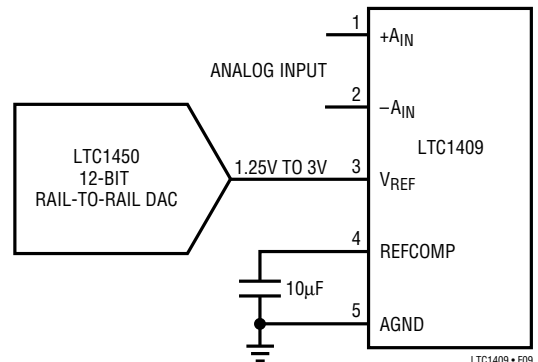 1
+AIN
ANALOG INPUT
2
–AIN
LTC1409
LTC1450
12-BIT
RAIL-TO-RAIL DAC
1.25V TO 3V
3
VREF
4
REFCOMP
10µF
5
AGND
LTC1409 • F09